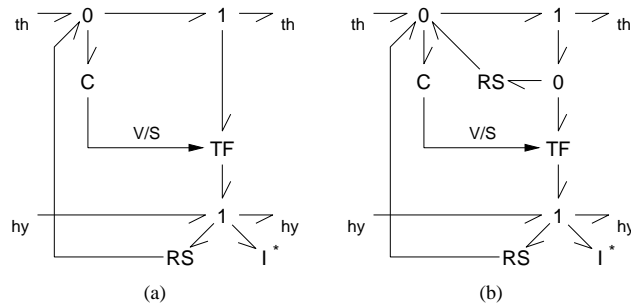 th 0 1 th th 0 1 th
C C RS 0
V/S V/S
TF TF
hy 1 hy hy 1 hy
RS I * RS I *
(a) (b)